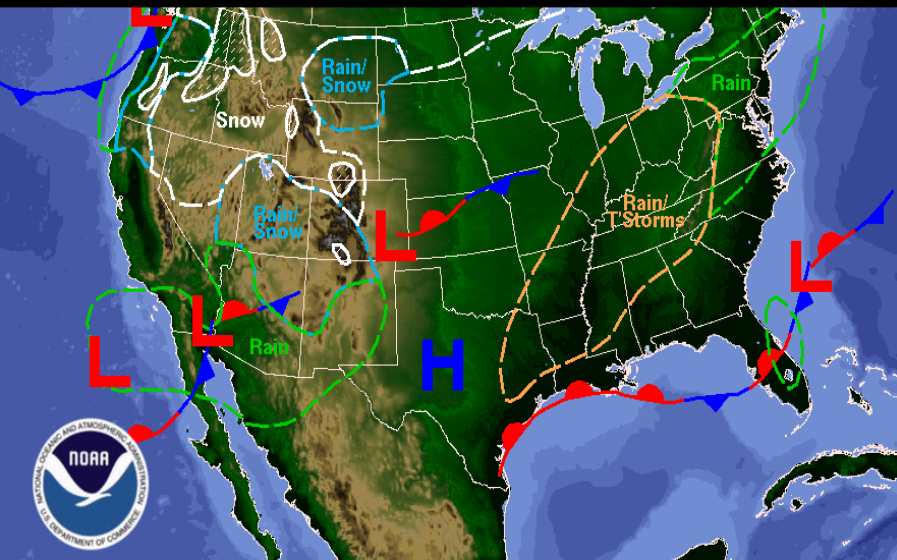 L
Rain/
Snow
Rain
Snow
Rain/
Snow
Rain/
T'Storms
L
L
L
Rain
L
H
NOAA
NATIONAL OCEANIC AND ATMOSPHERIC ADMINISTRATION
U.S. DEPARTMENT OF COMMERCE